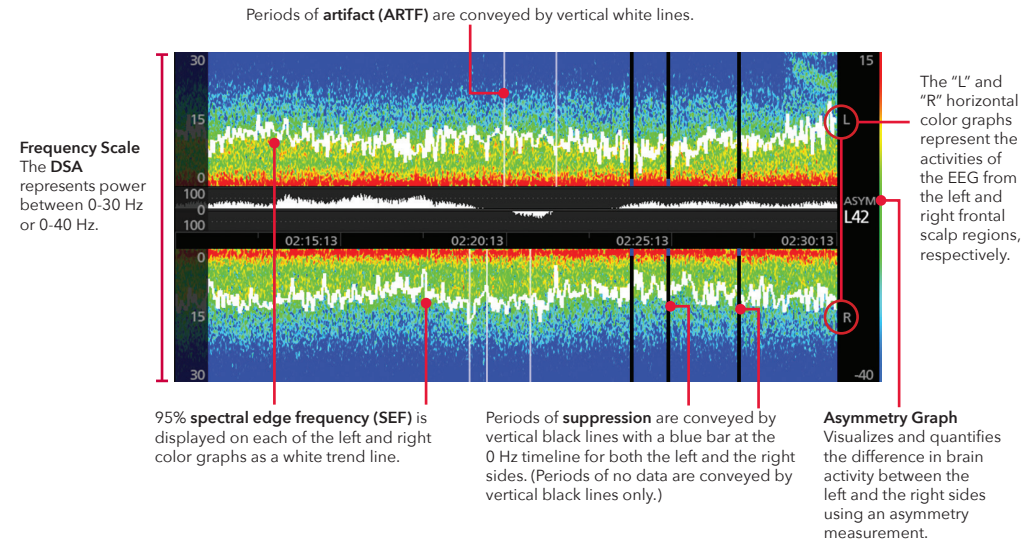 Periods of artifact (ARTF) are conveyed by vertical white lines.
30
15
0
100
0
100
02:15:13
02:20:13
02:25:13
02:30:13
0
15
30
15
L
ASYM
L42
R
-40
Frequency Scale
The DSA
represents power
between 0-30 Hz
or 0-40 Hz.
The “L” and
“R” horizontal
color graphs
represent the
activities of
the EEG from
the left and
right frontal
scalp regions,
respectively.
95% spectral edge frequency (SEF) is
displayed on each of the left and right
color graphs as a white trend line.
Periods of suppression are conveyed by
vertical black lines with a blue bar at the
0 Hz timeline for both the left and the right
sides. (Periods of no data are conveyed by
vertical black lines only.)
Asymmetry Graph
Visualizes and quantifies
the difference in brain
activity between the
left and the right sides
using an asymmetry
measurement.